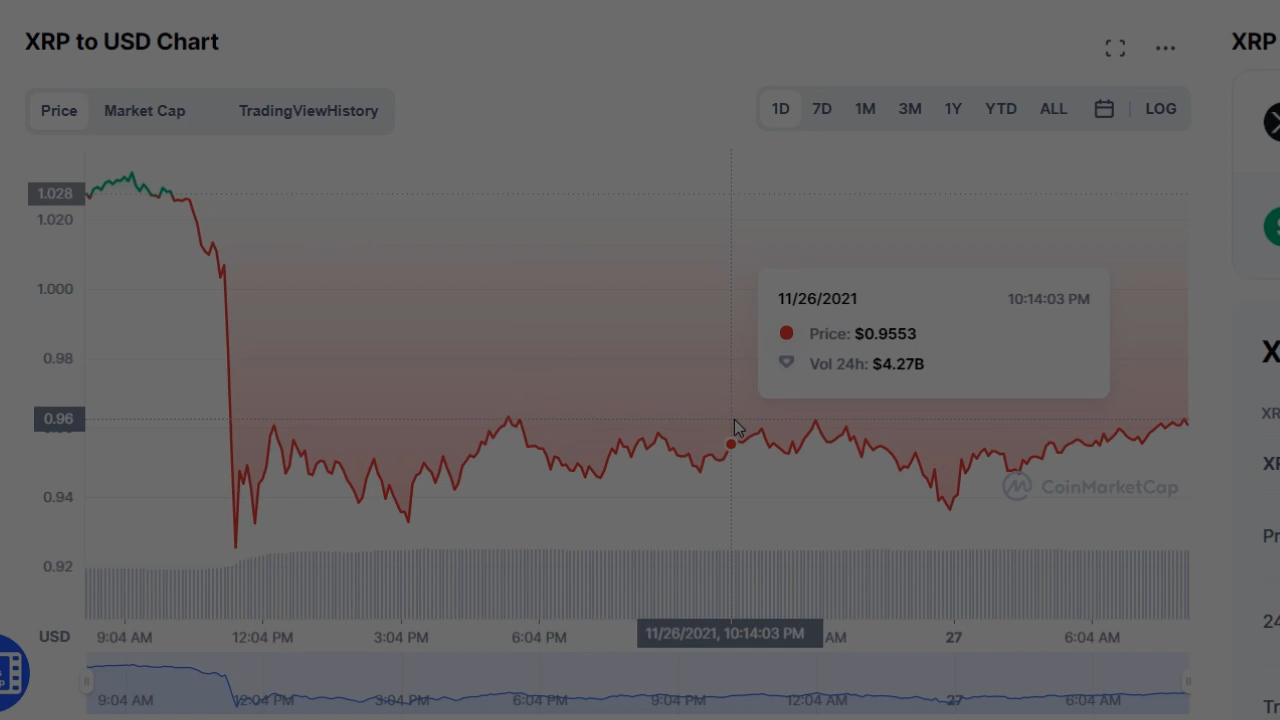 XRP to USD Chart
XRP
Price Market Cap TradingViewHistory
1D 7D 1M 3M 1Y YTD ALL LOG
1.028
1.020
1.000
0.98
0.96
0.94
0.92
11/26/2021 10:14:03 PM
Price: $0.9553
Vol 24h: $4.27B
CoinMarketCap
USD 9:04 AM 12:04 PM 3:04 PM 6:04 PM 11/26/2021, 10:14:03 PM AM 27 6:04 AM
9:04 AM 12:04 PM 3:04 PM 6:04 PM 9:04 PM 12:04 AM 27 6:04 AM